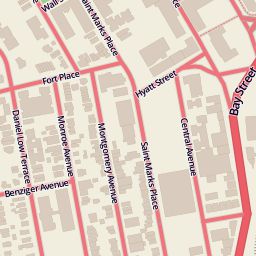 Wall S
Saint Marks Place
Fort Place
Hyatt Street
Bay Street
Daniel Low Terrace
Monroe Avenue
Montgomery Avenue
Saint Marks Place
Central Avenue
Benziger Avenue